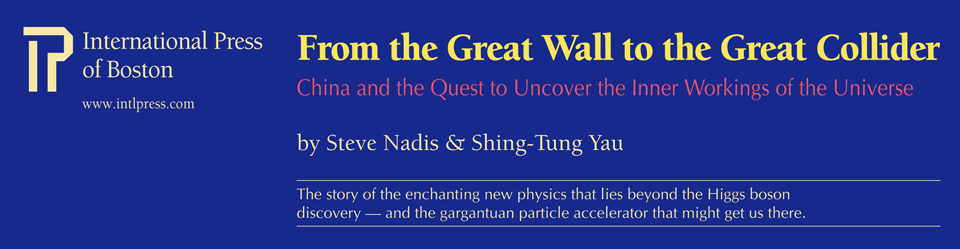 International Press
of Boston
www.intlpress.com
From the Great Wall to the Great Collider
China and the Quest to Uncover the Inner Workings of the Universe
by Steve Nadis & Shing-Tung Yau
The story of the enchanting new physics that lies beyond the Higgs boson
discovery — and the gargantuan particle accelerator that might get us there.